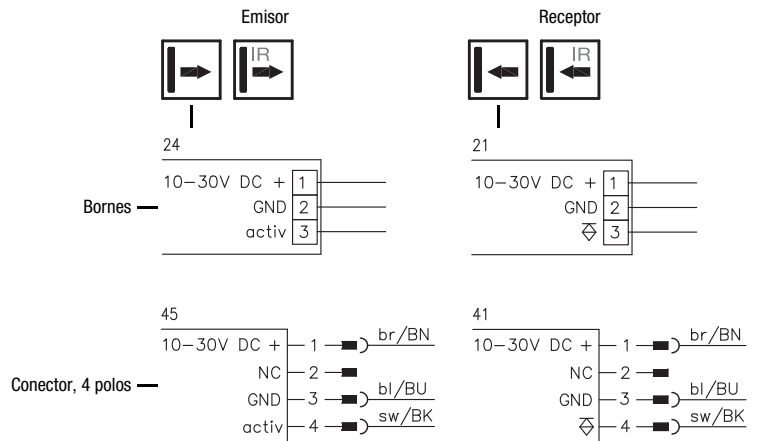 Emisor
Receptor
IR
IR
24
21
10–30V DC + 1
GND 2
activ 3
10–30V DC + 1
GND 2
3
Bornes
45
41
10–30V DC + 1 br/BN
NC 2
GND 3 bl/BU
activ 4 sw/BK
10–30V DC + 1 br/BN
NC 2
GND 3 bl/BU
4 sw/BK
Conector, 4 polos